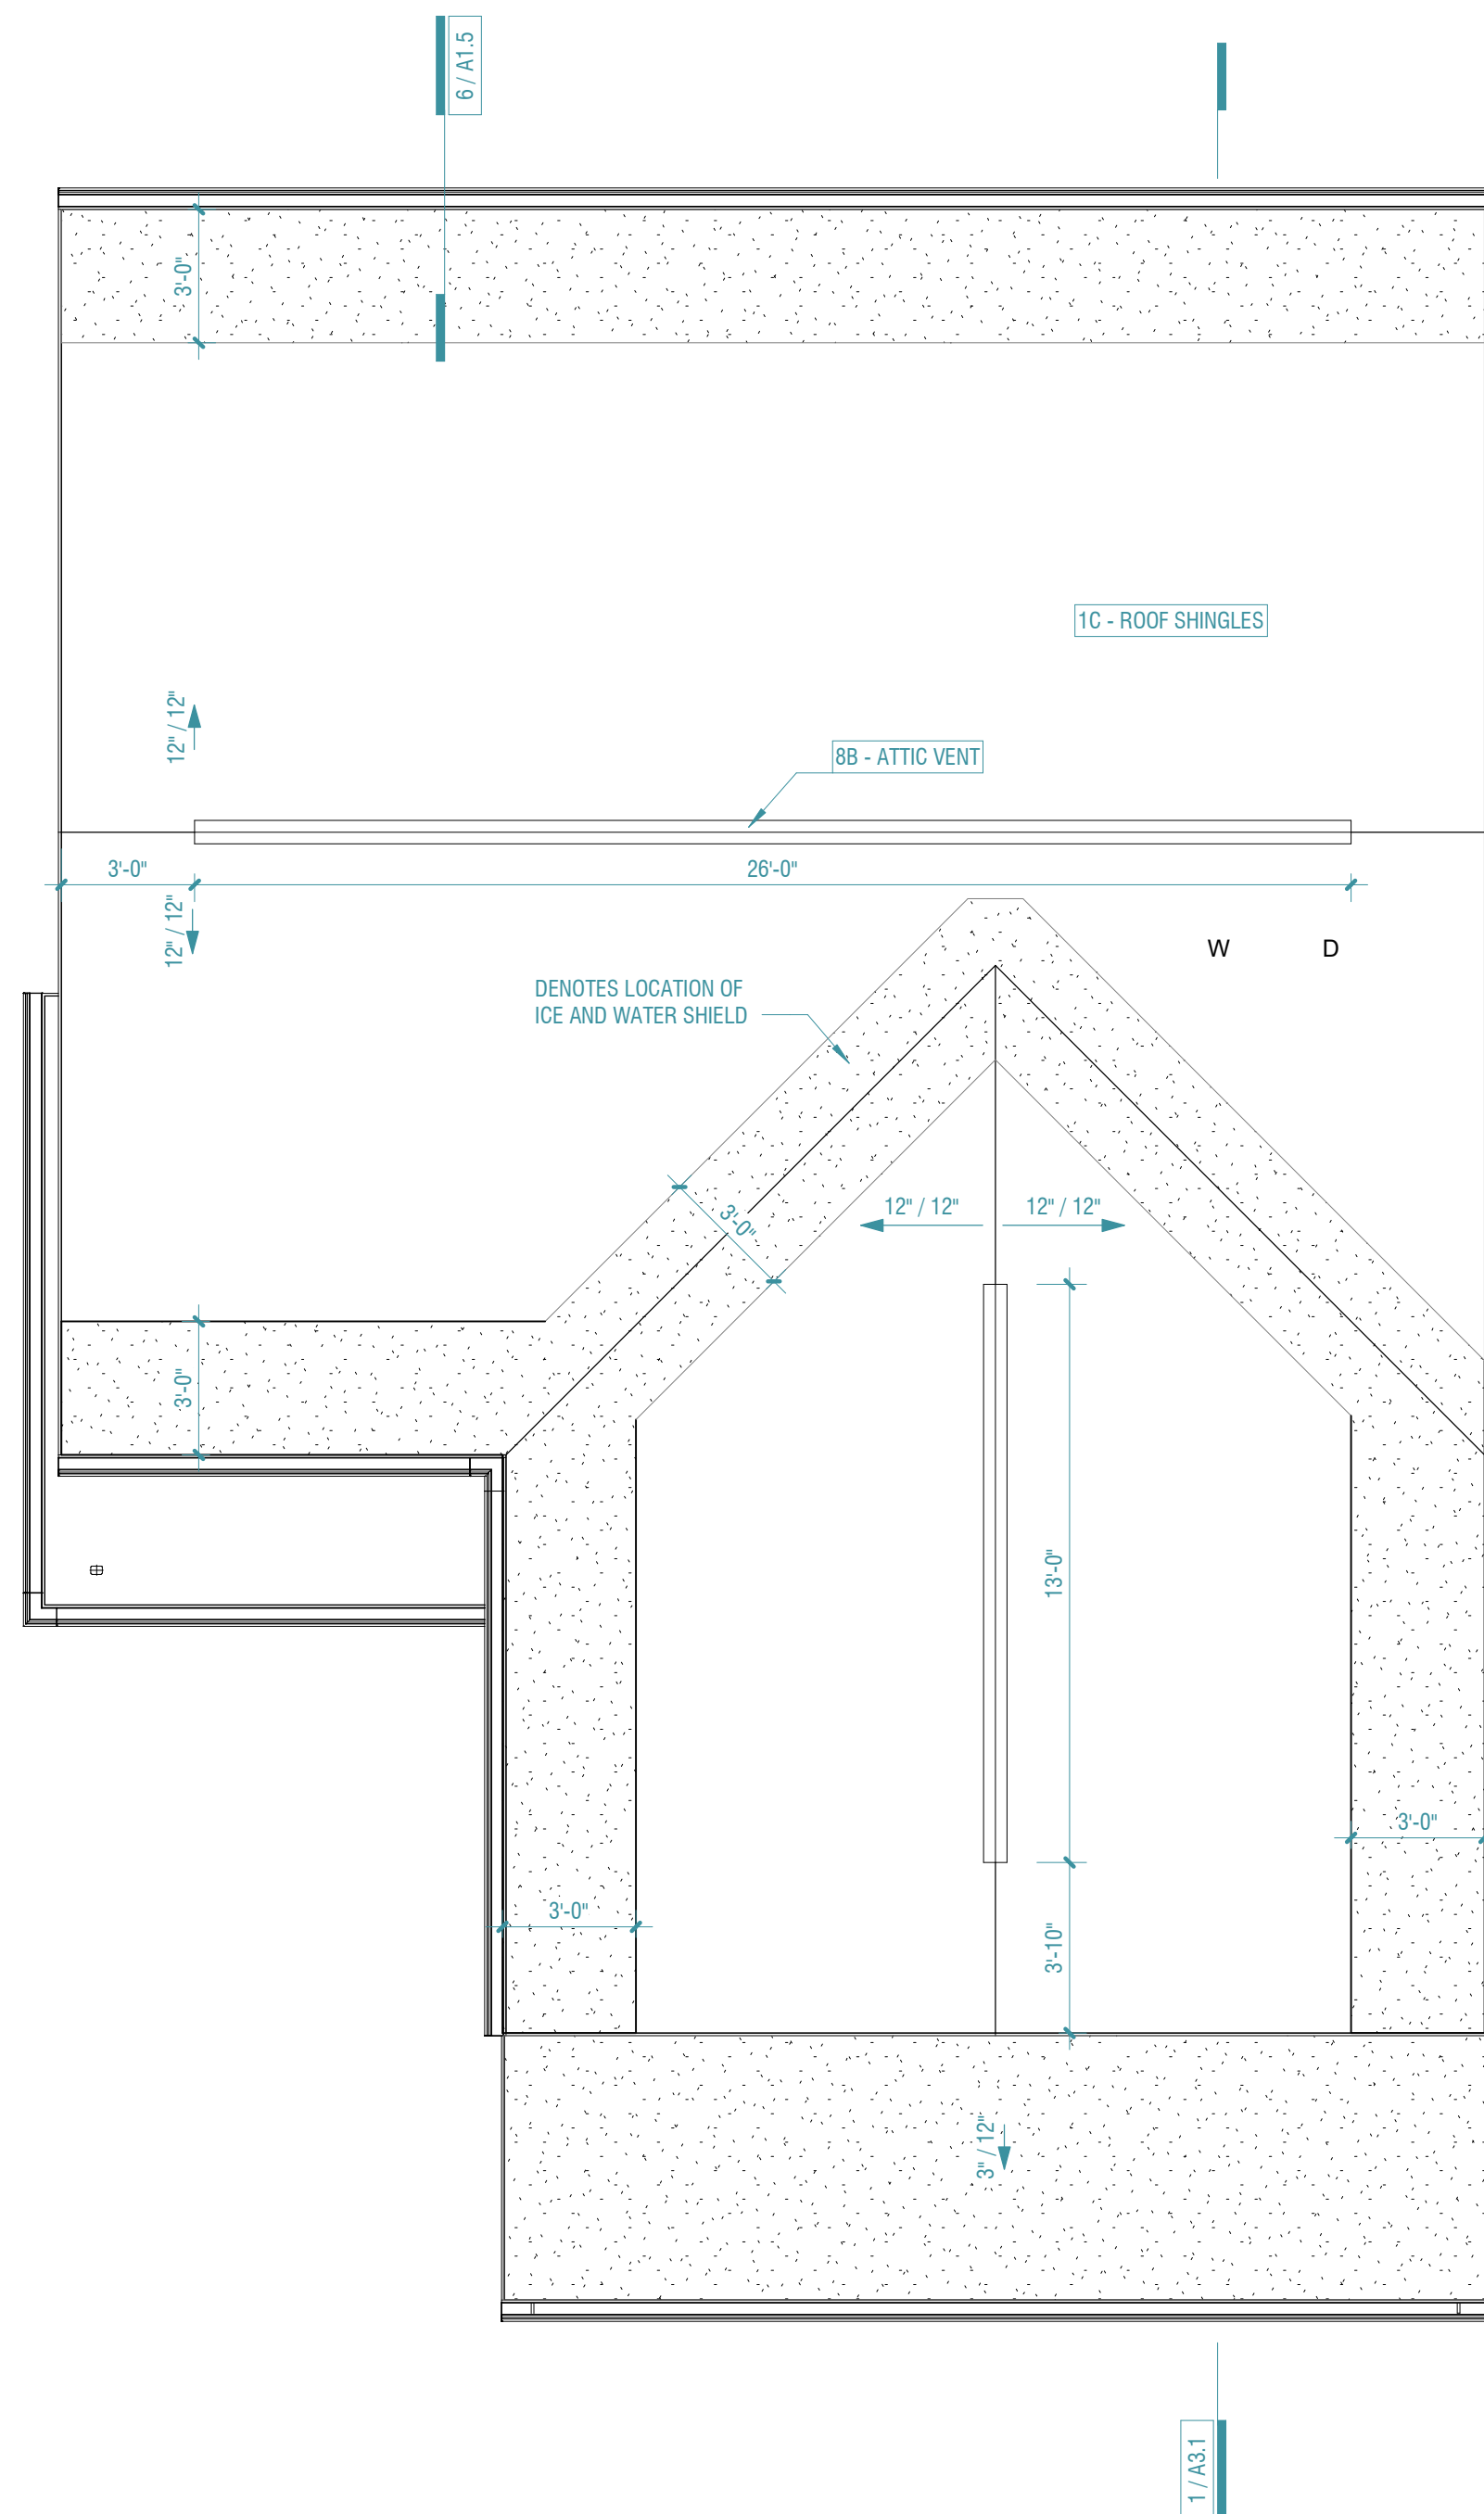 6 / A1.5
3'-0"
1C - ROOF SHINGLES
12" / 12"
8B - ATTIC VENT
3'-0"
26'-0"
12" / 12"
W
D
DENOTES LOCATION OF
ICE AND WATER SHIELD
3'-0"
12" / 12"
12" / 12"
3'-0"
13'-0"
3'-0"
3'-0"
3'-10"
3" / 12"
1 / A3.1